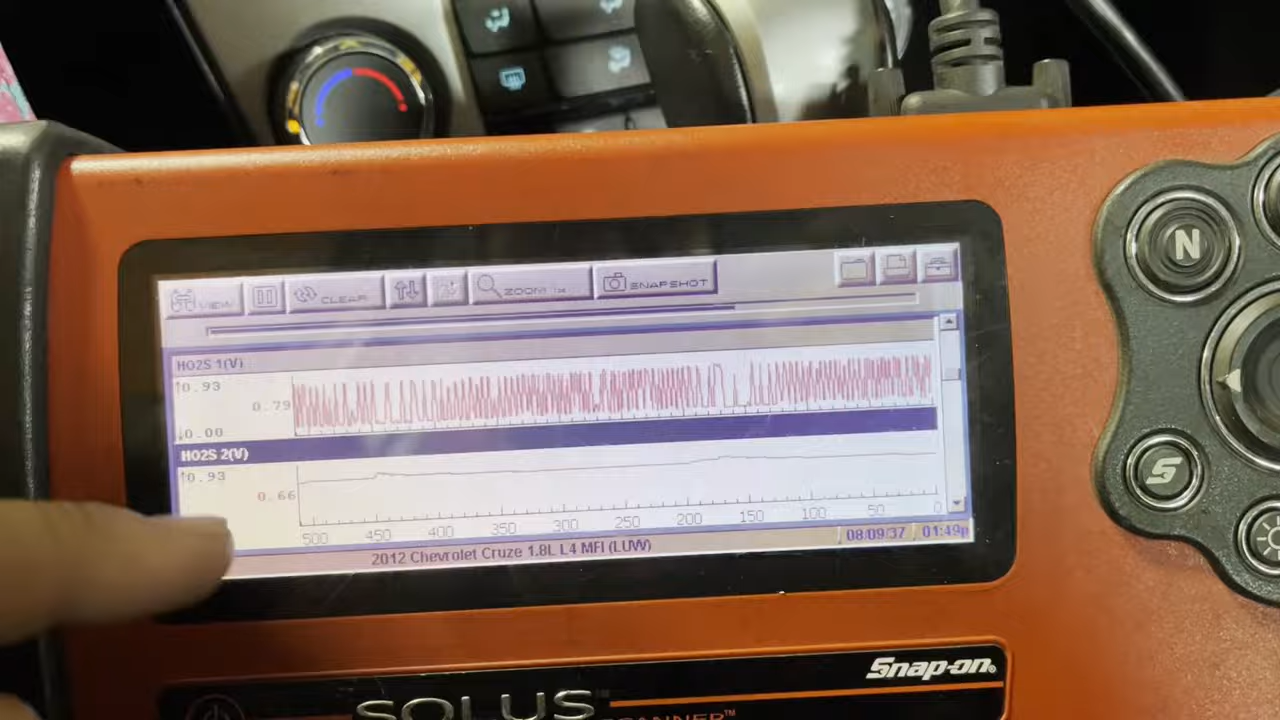 VIEW CLEAR ZOOM 1x SNAPSHOT
HO2S 1(V)
↑0.93
0.79
↓0.00
HO2S 2(V)
↑0.93
0.66
500 450 400 350 300 250 200 150 100 50 0
2012 Chevrolet Cruze 1.8L L4 MFI (LUW) 08/09/37 01:49p
N
S
Snap-on®
SOLUS
SCANNER™